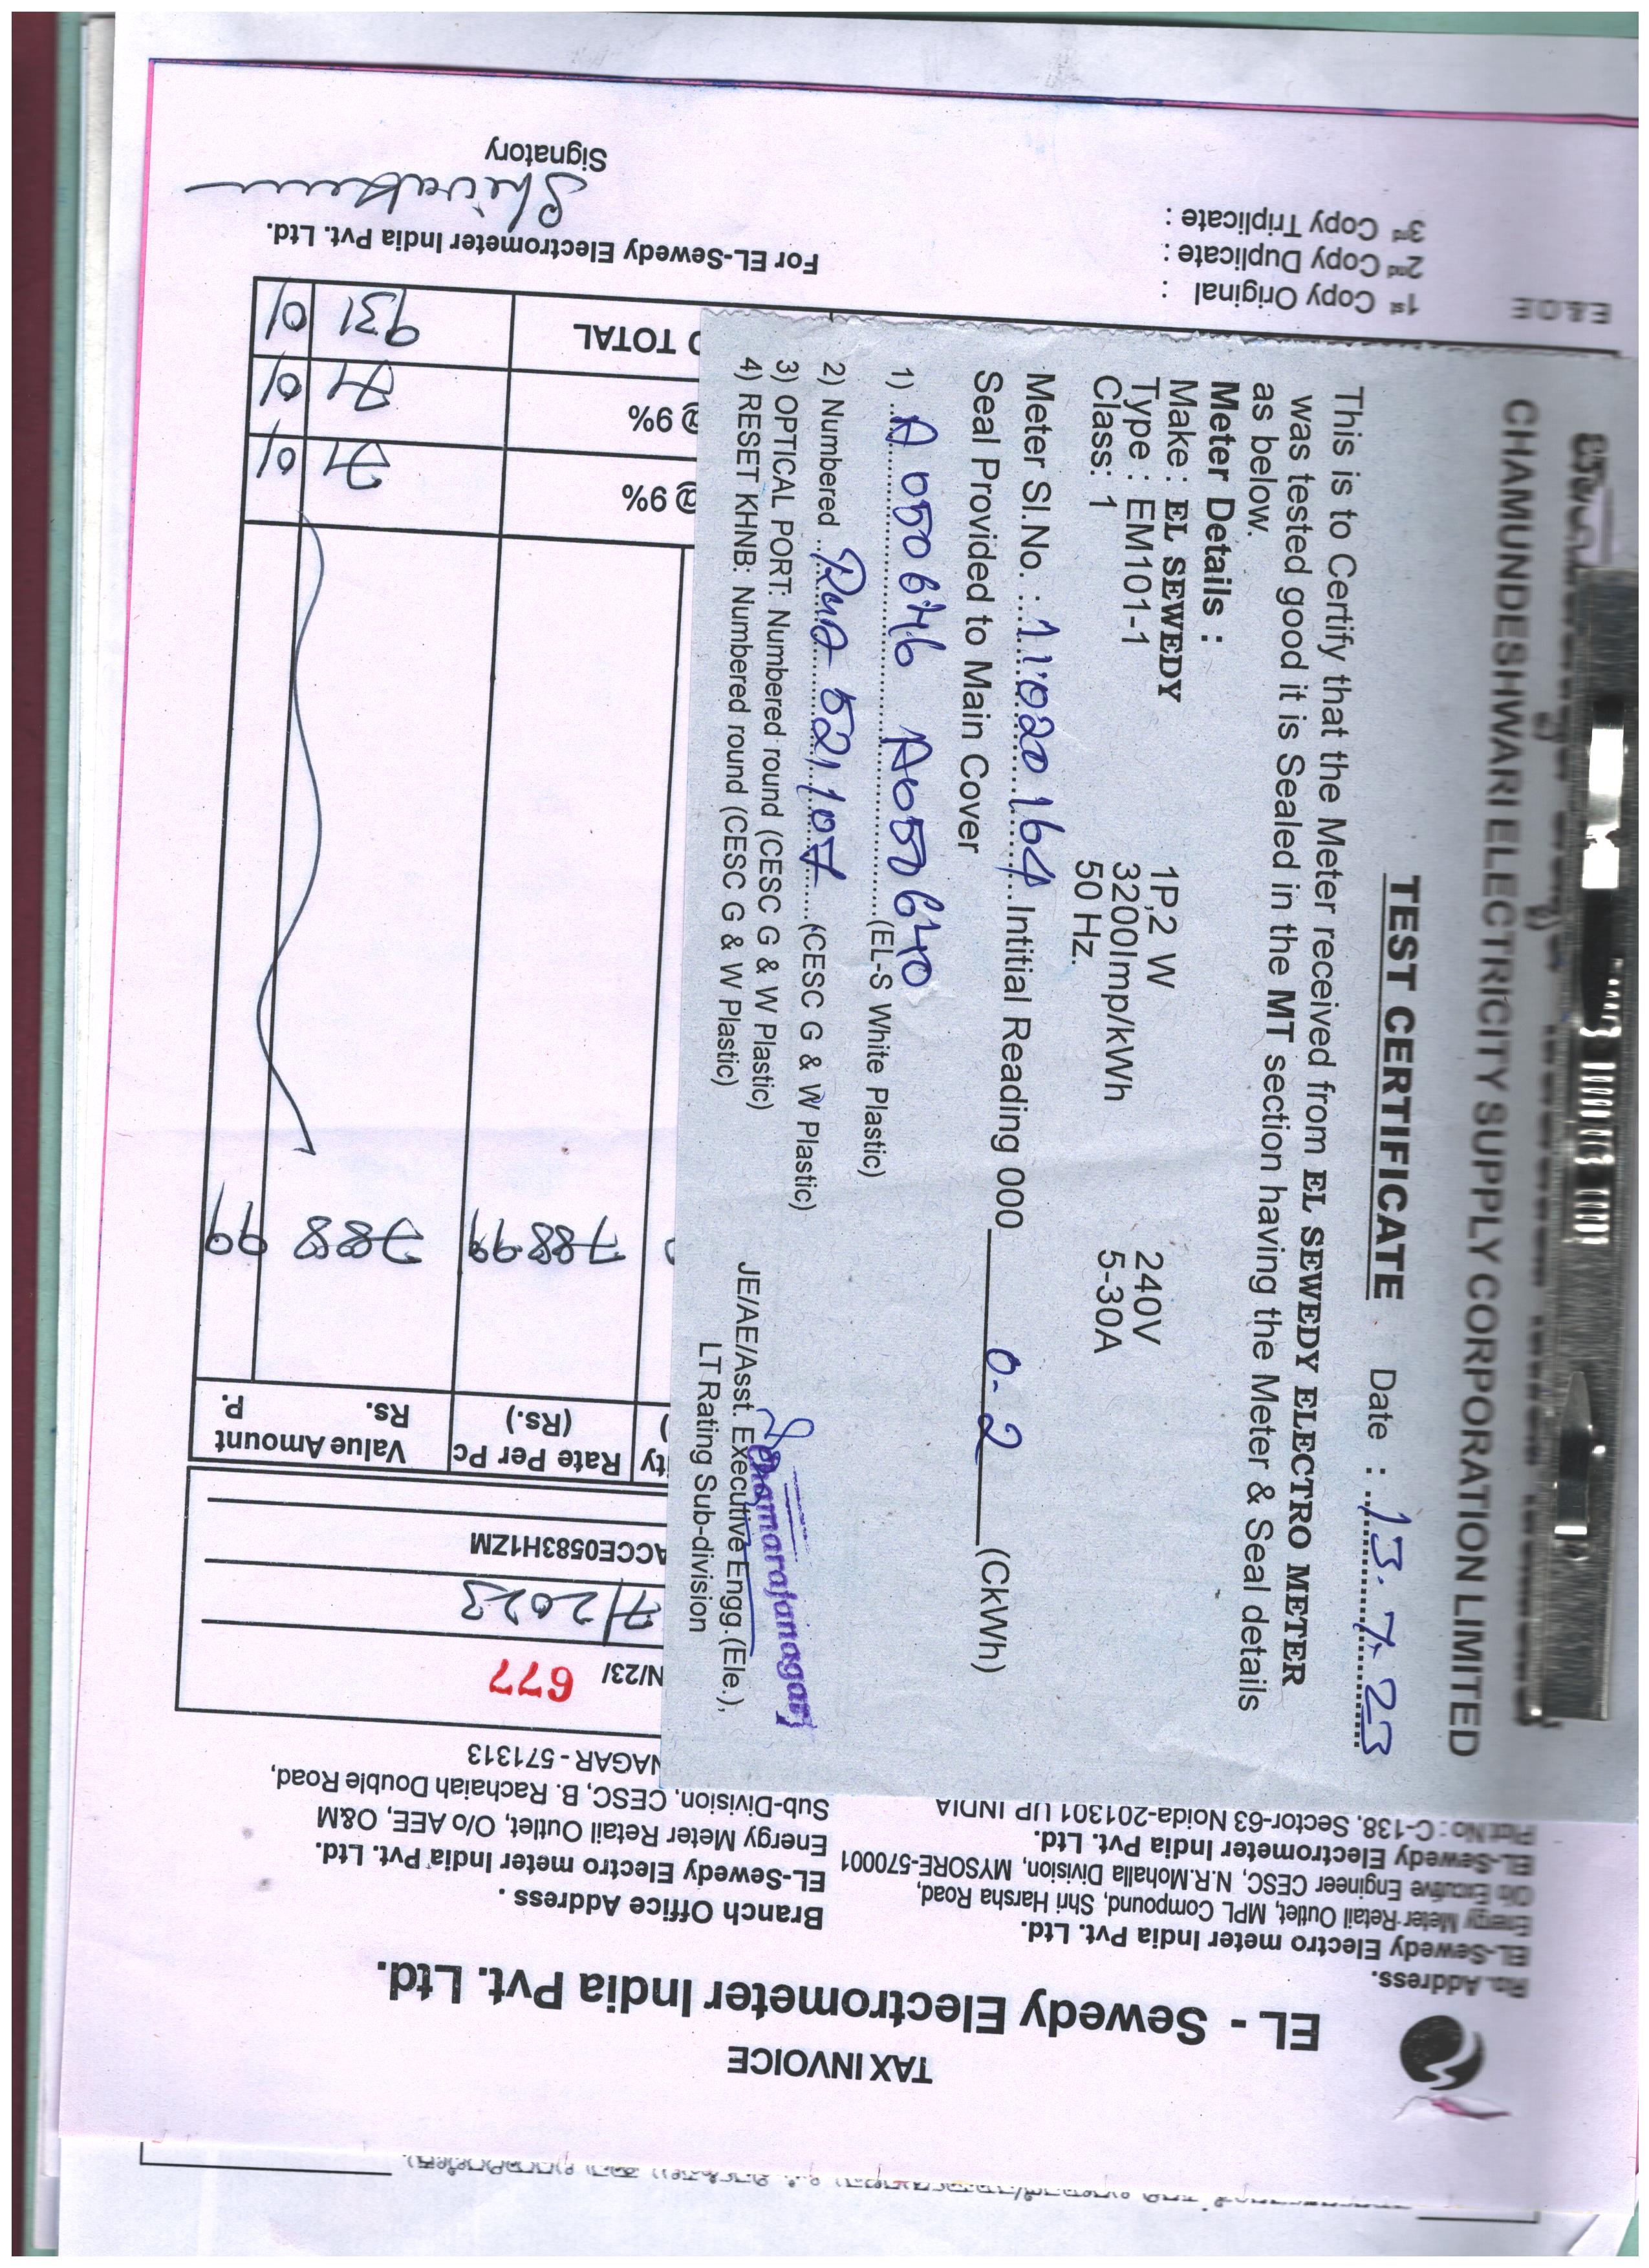 CHAMUNDESHWARI ELECTRICITY SUPPLY CORPORATION LIMITED
TEST CERTIFICATE
Date : 13.7.23
This is to Certify that the Meter received from EL SEWEDY ELECTRO METER
was tested good it is Sealed in the MT section having the Meter & Seal details
as below.
Meter Details :
Make : EL SEWEDY 1P,2 W 240V
Type : EM101-1 3200Imp/kWh 5-30A
Class: 1 50 Hz.
Meter Sl.No. : 11020164 Intitial Reading 000 0-2 (CkWh)
Seal Provided to Main Cover
1) (EL-S White Plastic)
2) Numbered 521107 (CESC G & W Plastic)
3) OPTICAL PORT: Numbered round (CESC G & W Plastic)
4) RESET KHNB: Numbered round (CESC G & W Plastic)
Chamarajanagar
JE/AE/Asst. Executive Engg.(Ele.),
LT Rating Sub-division
TAX INVOICE
EL - Sewedy Electrometer India Pvt. Ltd.
Ro. Address.
EL-Sewedy Electro meter India Pvt. Ltd.
Energy Meter Retail Outlet, MPL Compound, Shri Harsha Road,
O/o Excutive Engineer CESC, N.R.Mohalla Division, MYSORE-570001
EL-Sewedy Electrometer India Pvt. Ltd.
Plot No : C-138, Sector-63 Noida-201301 UP INDIA
Branch Office Address .
EL-Sewedy Electro meter India Pvt. Ltd.
Energy Meter Retail Outlet, O/o AEE, O&M
Sub-Division, CESC, B. Rachaiah Double Road,
NAGAR - 571313
N/23/ 677
7/2023
ACCE0583H1ZM
ity Rate Per Pc (Rs.) Value Amount Rs. P.
788.99 788 99
@ 9% 71 01
@ 9% 71 01
TOTAL 931 01
E&OE
1st Copy Original :
2nd Copy Duplicate :
3rd Copy Triplicate :
For EL-Sewedy Electrometer India Pvt. Ltd.
Signatory